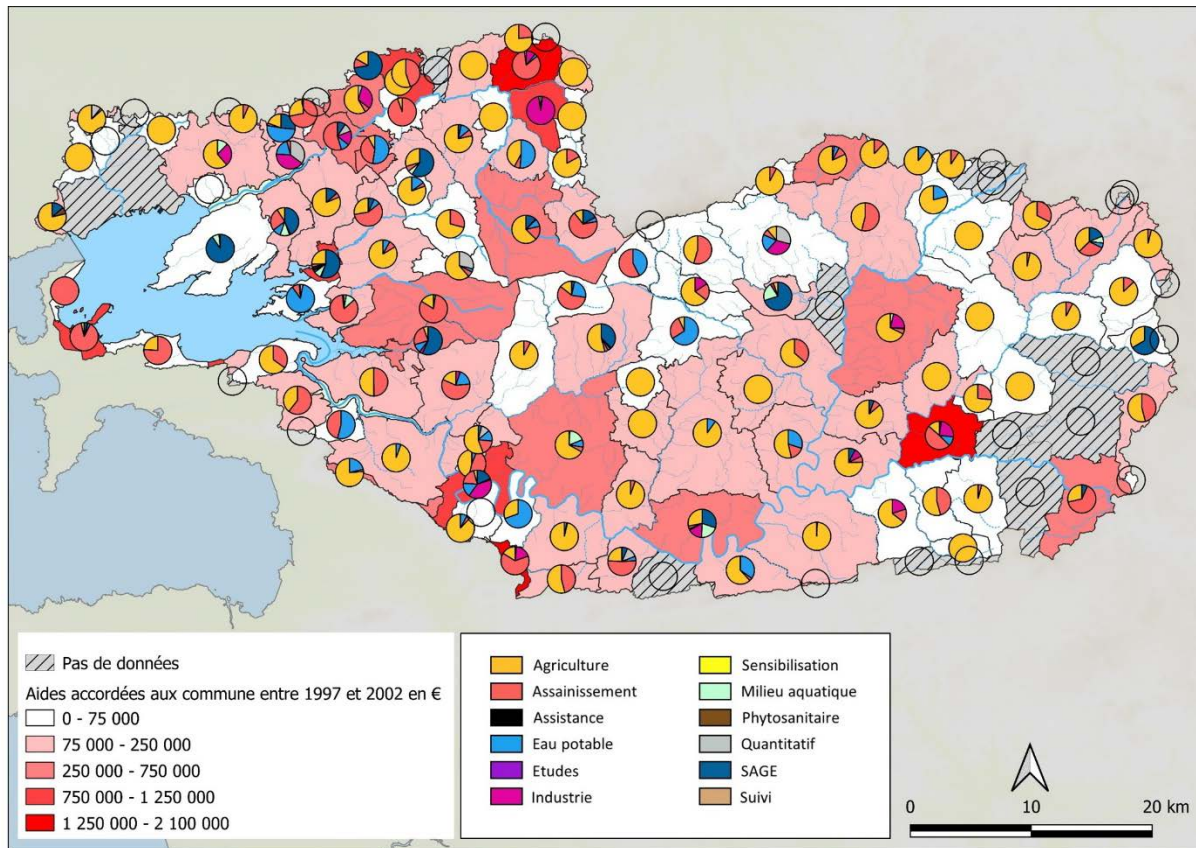 Pas de données
Aides accordées aux commune entre 1997 et 2002 en €
0 - 75 000
75 000 - 250 000
250 000 - 750 000
750 000 - 1 250 000
1 250 000 - 2 100 000
Agriculture
Assainissement
Assistance
Eau potable
Etudes
Industrie
Sensibilisation
Milieu aquatique
Phytosanitaire
Quantitatif
SAGE
Suivi
0 10 20 km